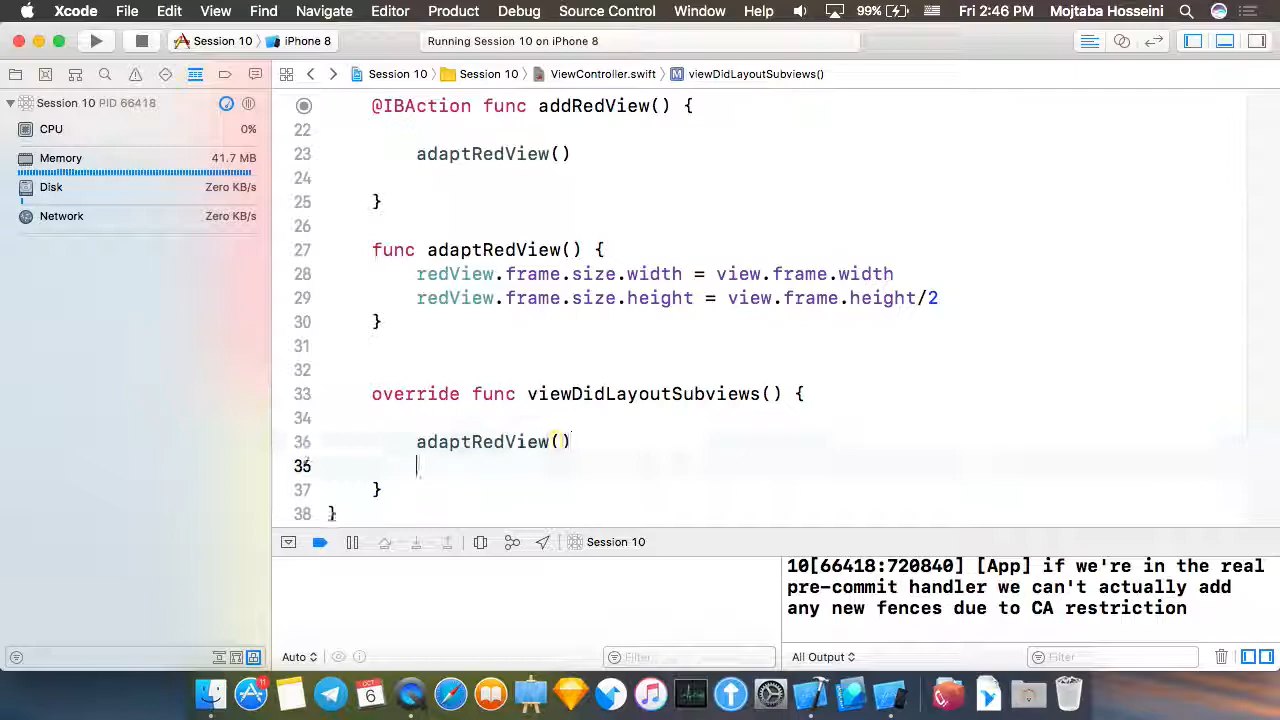 Xcode File Edit View Find Navigate Editor Product Debug Source Control Window Help 99% Fri 2:46 PM Mojtaba Hosseini
Session 10 iPhone 8 Running Session 10 on iPhone 8
Session 10 Session 10 ViewController.swift M viewDidLayoutSubviews()
Session 10 PID 66418
CPU 0%
Memory 41.7 MB
Disk Zero KB/s
Network Zero KB/s
@IBAction func addRedView() {
22
23 adaptRedView()
24
25 }
26
27 func adaptRedView() {
28 redView.frame.size.width = view.frame.width
29 redView.frame.size.height = view.frame.height/2
30 }
31
32
33 override func viewDidLayoutSubviews() {
34
36 adaptRedView()
35
37 }
38 }
Session 10
10[66418:720840] [App] if we're in the real
pre-commit handler we can't actually add
any new fences due to CA restriction
Auto Filter All Output Filter
OCT
6
11